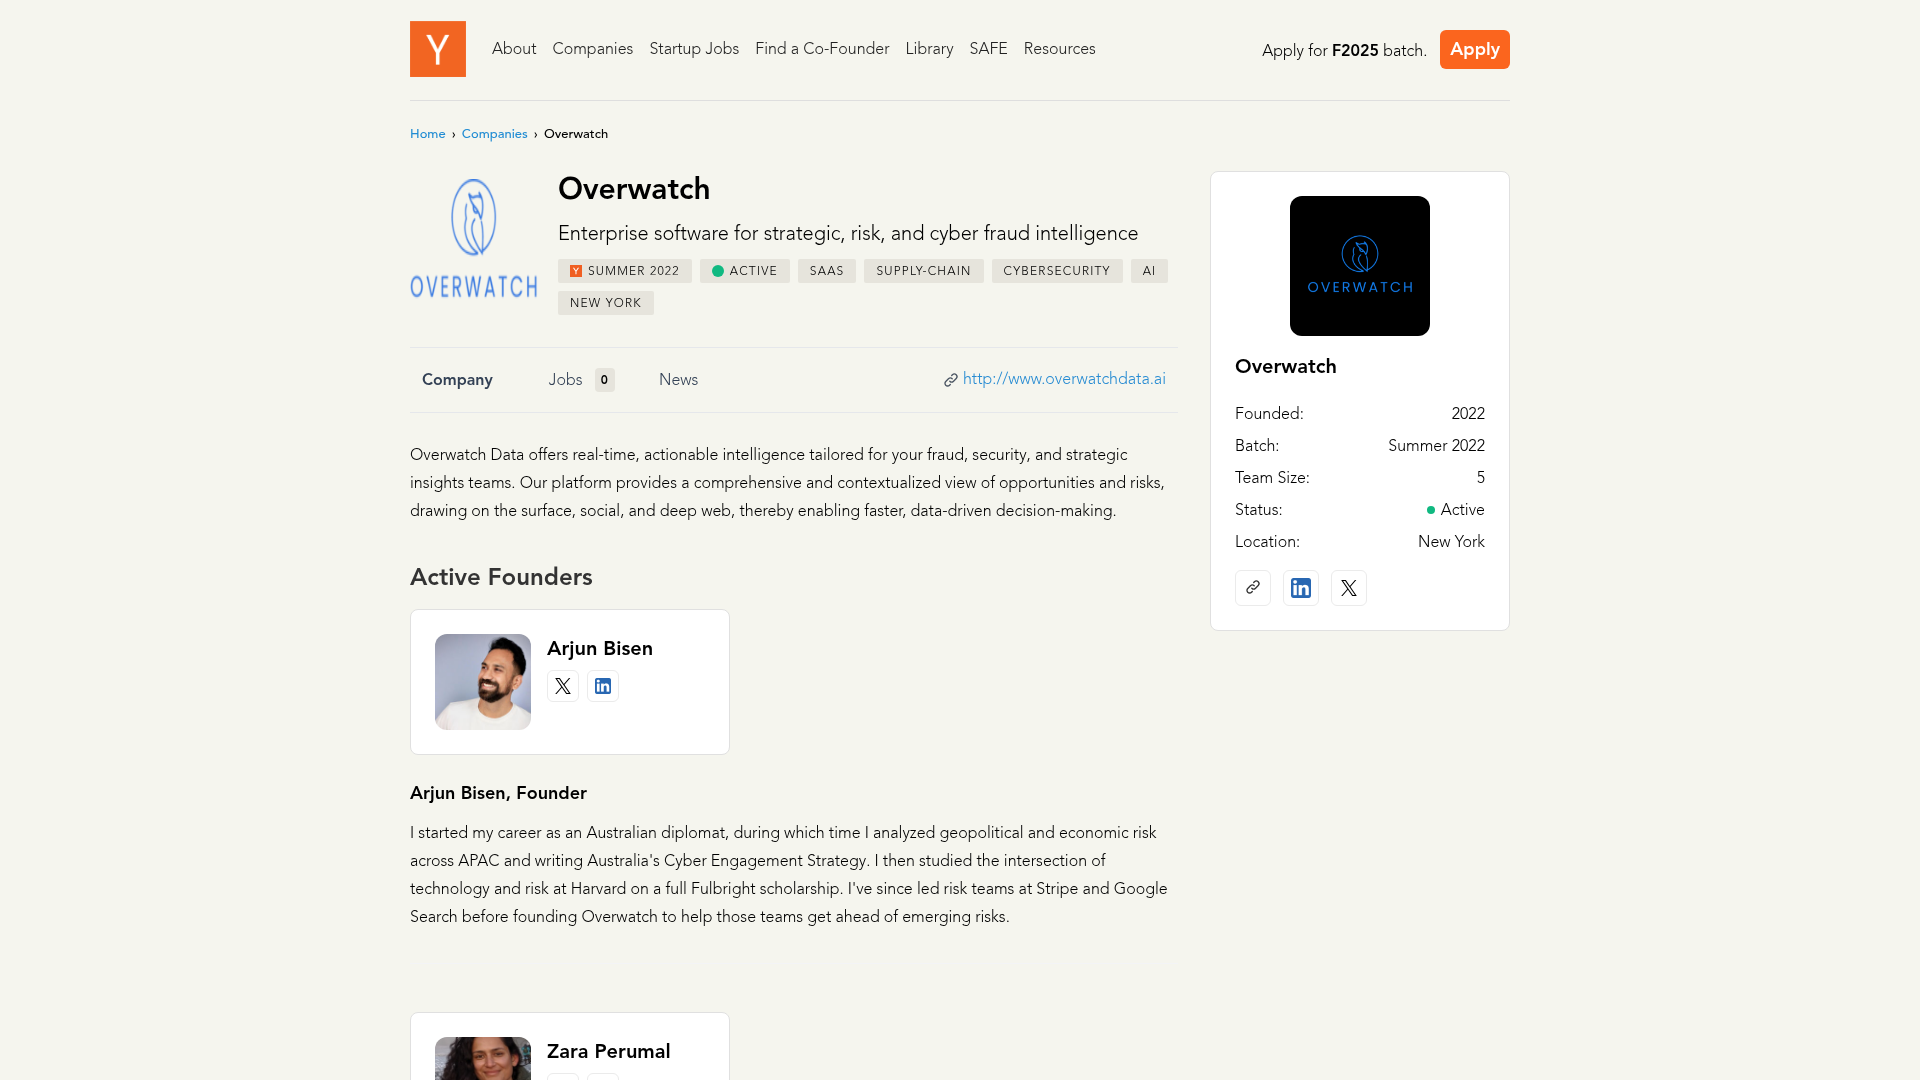 Y
About Companies Startup Jobs Find a Co-Founder Library SAFE Resources
Apply for F2025 batch. Apply
Home › Companies › Overwatch
OVERWATCH
Overwatch
Enterprise software for strategic, risk, and cyber fraud intelligence
Y SUMMER 2022 ACTIVE SAAS SUPPLY-CHAIN CYBERSECURITY AI
NEW YORK
Company Jobs 0 News http://www.overwatchdata.ai
Overwatch Data offers real-time, actionable intelligence tailored for your fraud, security, and strategic
insights teams. Our platform provides a comprehensive and contextualized view of opportunities and risks,
drawing on the surface, social, and deep web, thereby enabling faster, data-driven decision-making.
Active Founders
Arjun Bisen
Arjun Bisen, Founder
I started my career as an Australian diplomat, during which time I analyzed geopolitical and economic risk
across APAC and writing Australia's Cyber Engagement Strategy. I then studied the intersection of
technology and risk at Harvard on a full Fulbright scholarship. I've since led risk teams at Stripe and Google
Search before founding Overwatch to help those teams get ahead of emerging risks.
Zara Perumal
OVERWATCH
Overwatch
Founded: 2022
Batch: Summer 2022
Team Size: 5
Status: Active
Location: New York